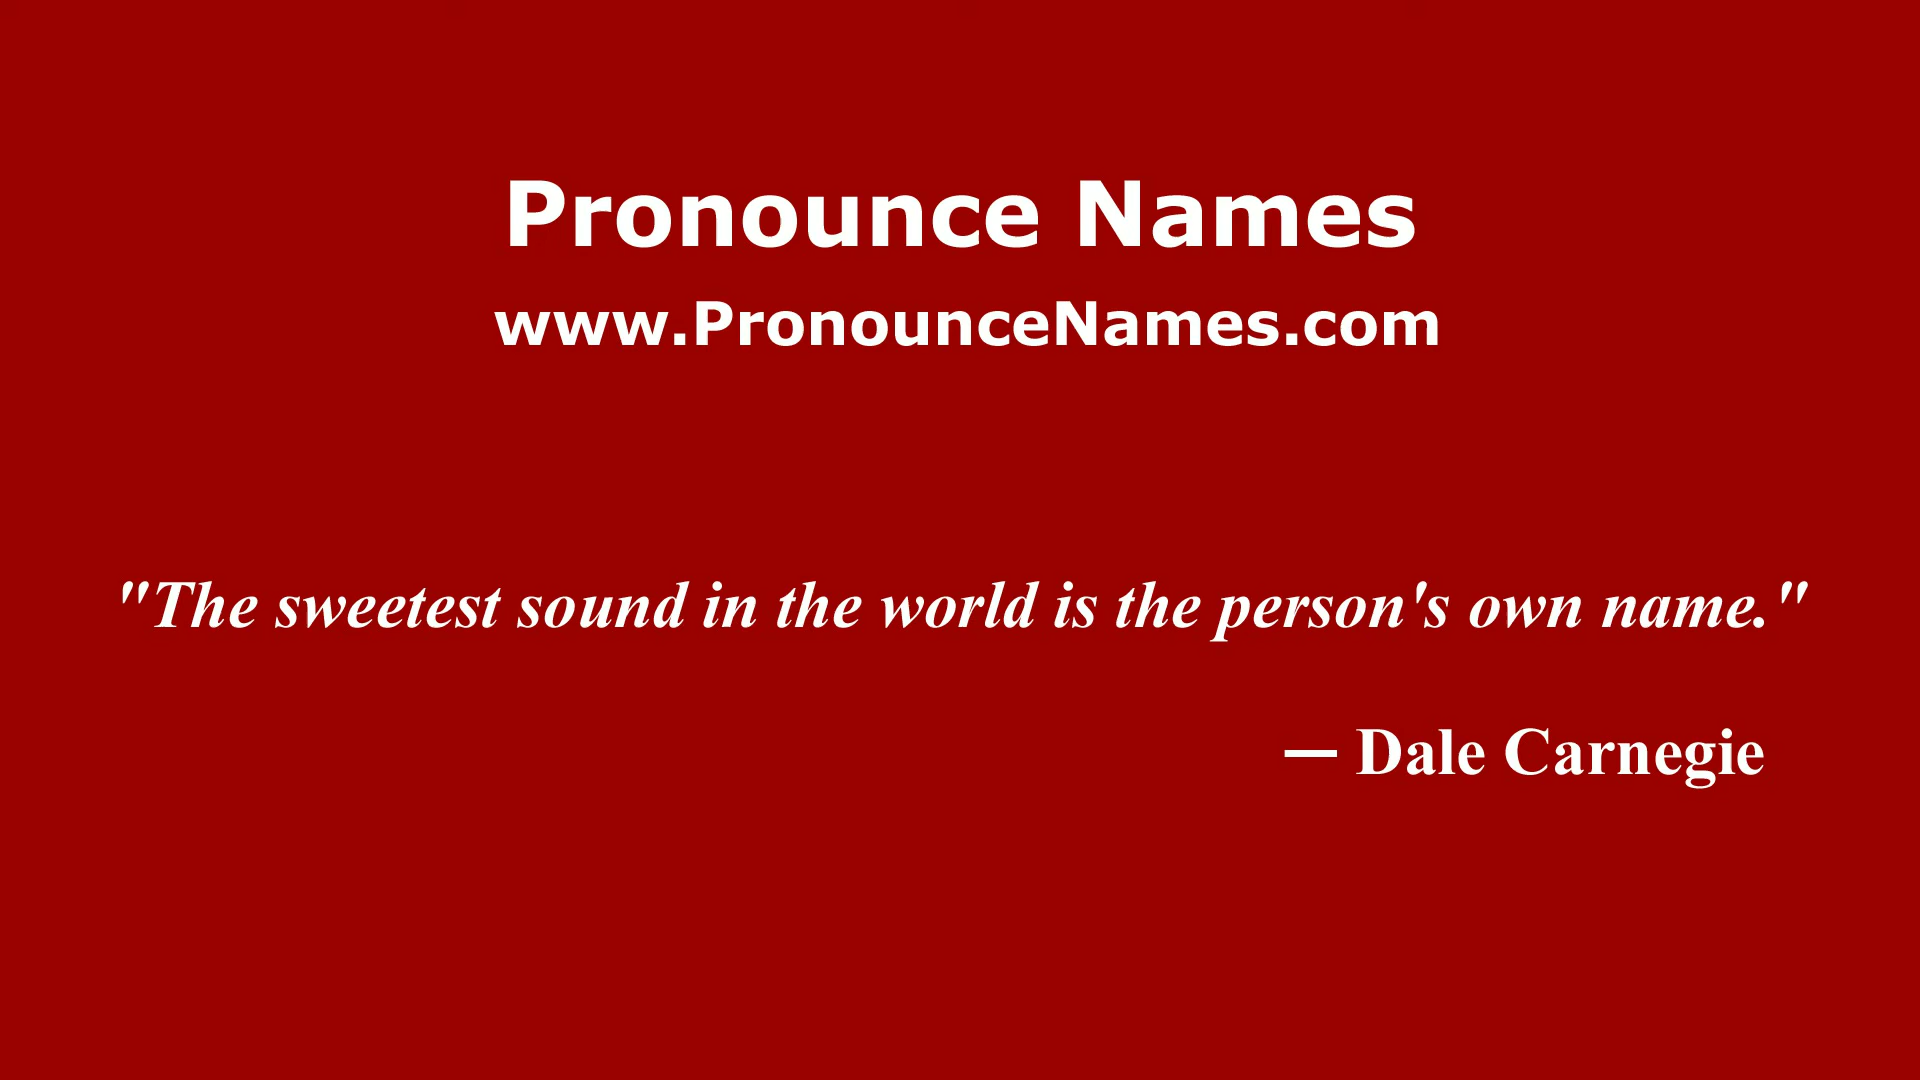 Pronounce Names
www.PronounceNames.com
"The sweetest sound in the world is the person's own name."
— Dale Carnegie